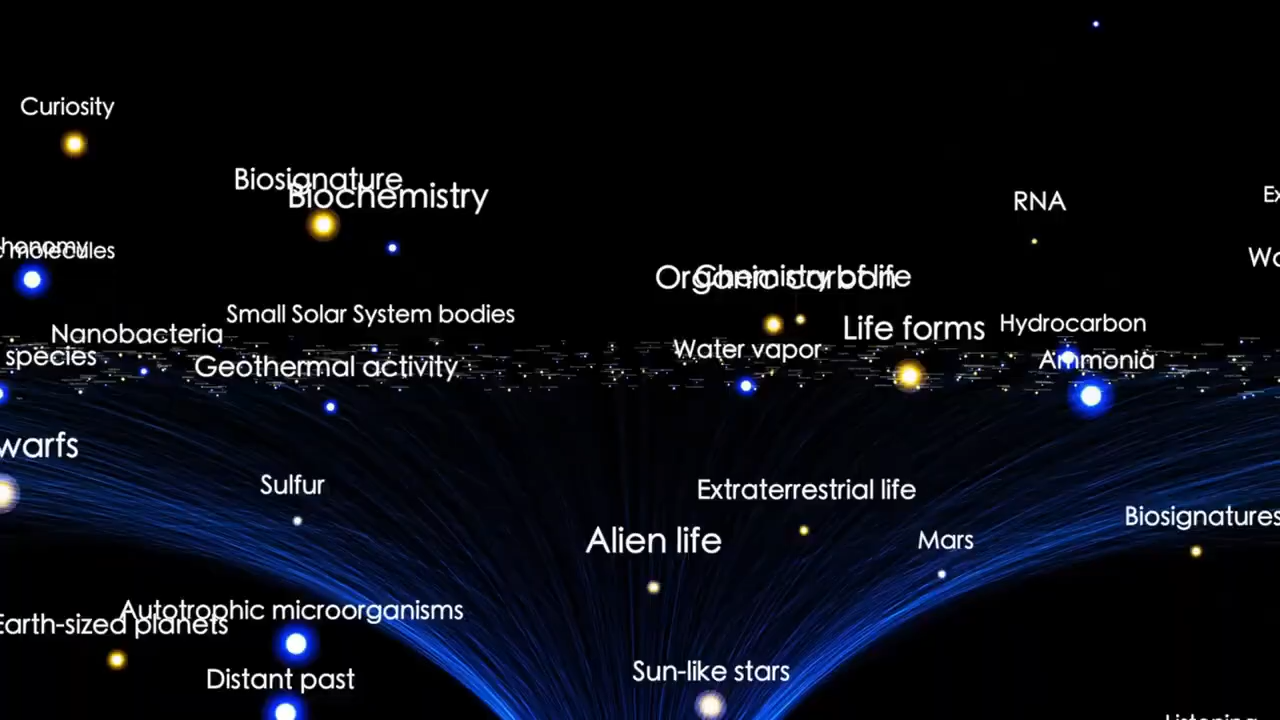 Curiosity
Biosignature
Biochemistry
RNA
molecules
Organic carbon
Chemistry of life
Small Solar System bodies
Nanobacteria
Life forms
Hydrocarbon
species
Geothermal activity
Water vapor
Ammonia
warfs
Sulfur
Extraterrestrial life
Alien life
Mars
Biosignatures
Autotrophic microorganisms
Earth-sized planets
Distant past
Sun-like stars